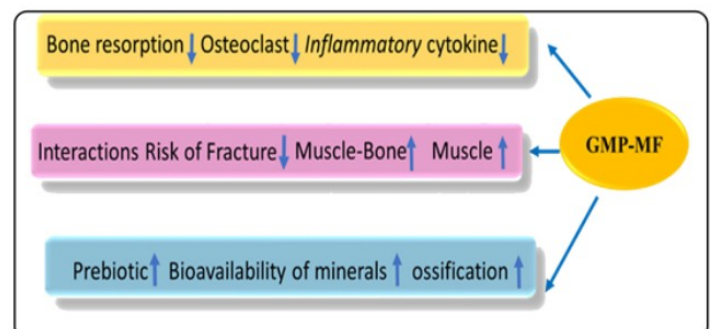 Bone resorption↓ Osteoclast↓ Inflammatory cytokine↓
Interactions Risk of Fracture↓ Muscle-Bone↑ Muscle↑
GMP-MF
Prebiotic↑ Bioavailability of minerals↑ ossification↑